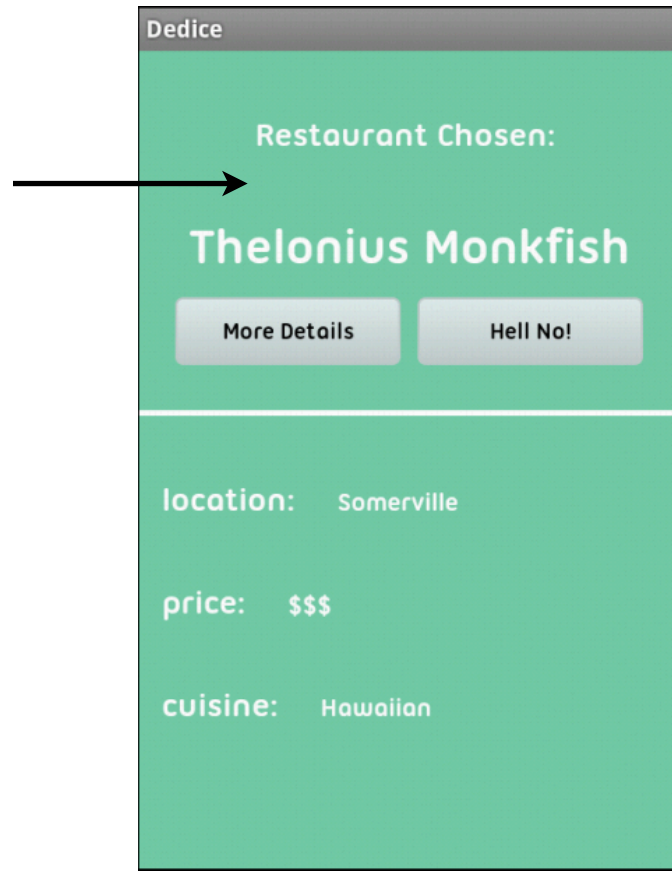 Dedice
Restaurant Chosen:
Thelonius Monkfish
More Details Hell No!
location: Somerville
price: $$$
cuisine: Hawaiian